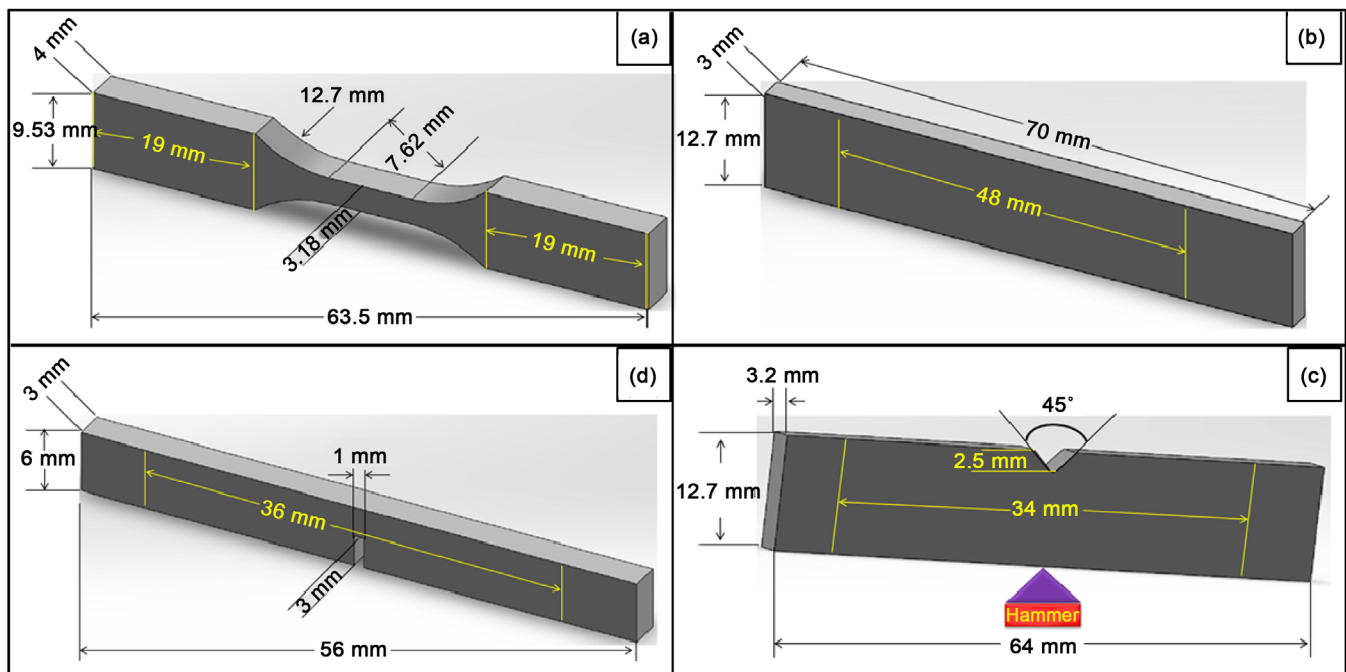 (a)
4 mm
9.53 mm
19 mm
12.7 mm
7.62 mm
3.18 mm
19 mm
63.5 mm
(b)
3 mm
12.7 mm
70 mm
48 mm
(d)
3 mm
6 mm
1 mm
36 mm
3 mm
56 mm
(c)
3.2 mm
45°
2.5 mm
12.7 mm
34 mm
Hammer
64 mm